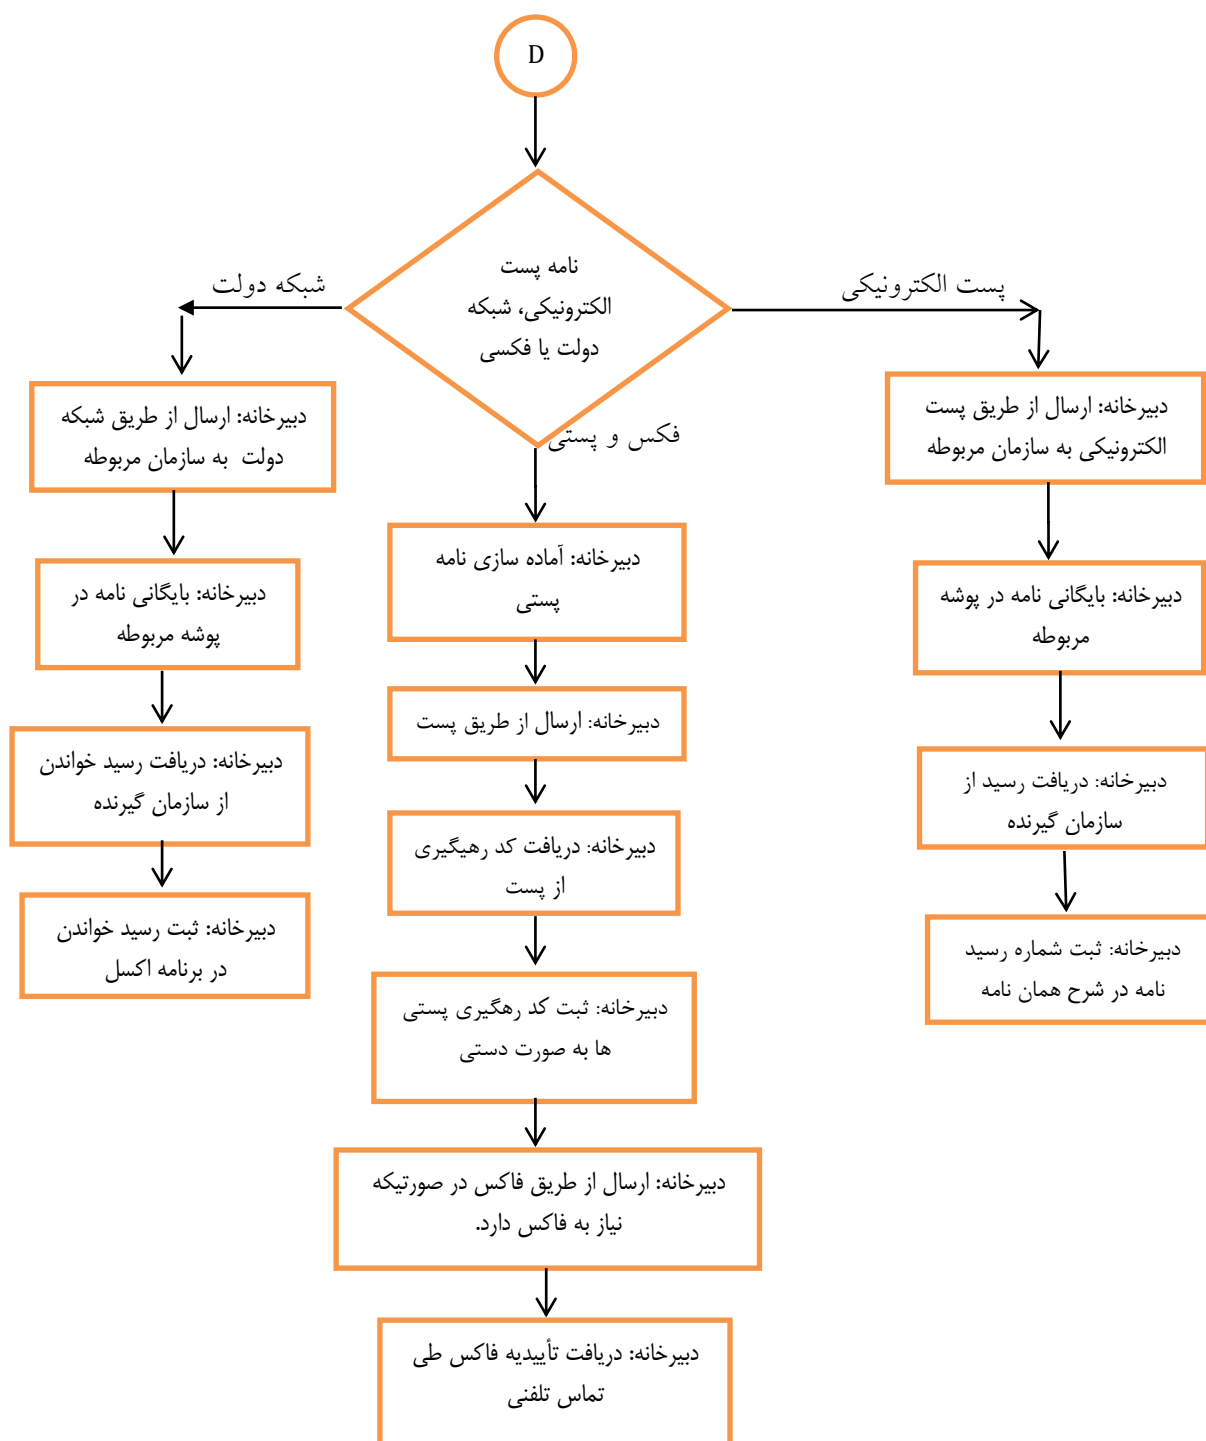 D
نامه پست
الکترونیکی، شبکه
دولت یا فکسی
پست الکترونیکی
شبکه دولت
فکس و پستی
دبیرخانه: ارسال از طریق پست
الکترونیکی به سازمان مربوطه
دبیرخانه: بایگانی نامه در پوشه
مربوطه
دبیرخانه: دریافت رسید از
سازمان گیرنده
دبیرخانه: ثبت شماره رسید
نامه در شرح همان نامه
دبیرخانه: آماده سازی نامه
پستی
دبیرخانه: ارسال از طریق پست
دبیرخانه: دریافت کد رهیگیری
از پست
دبیرخانه: ثبت کد رهگیری پستی
ها به صورت دستی
دبیرخانه: ارسال از طریق فاکس در صورتیکه
نیاز به فاکس دارد.
دبیرخانه: دریافت تأییدیه فاکس طی
تماس تلفنی
دبیرخانه: ارسال از طریق شبکه
دولت به سازمان مربوطه
دبیرخانه: بایگانی نامه در
پوشه مربوطه
دبیرخانه: دریافت رسید خواندن
از سازمان گیرنده
دبیرخانه: ثبت رسید خواندن
در برنامه اکسل